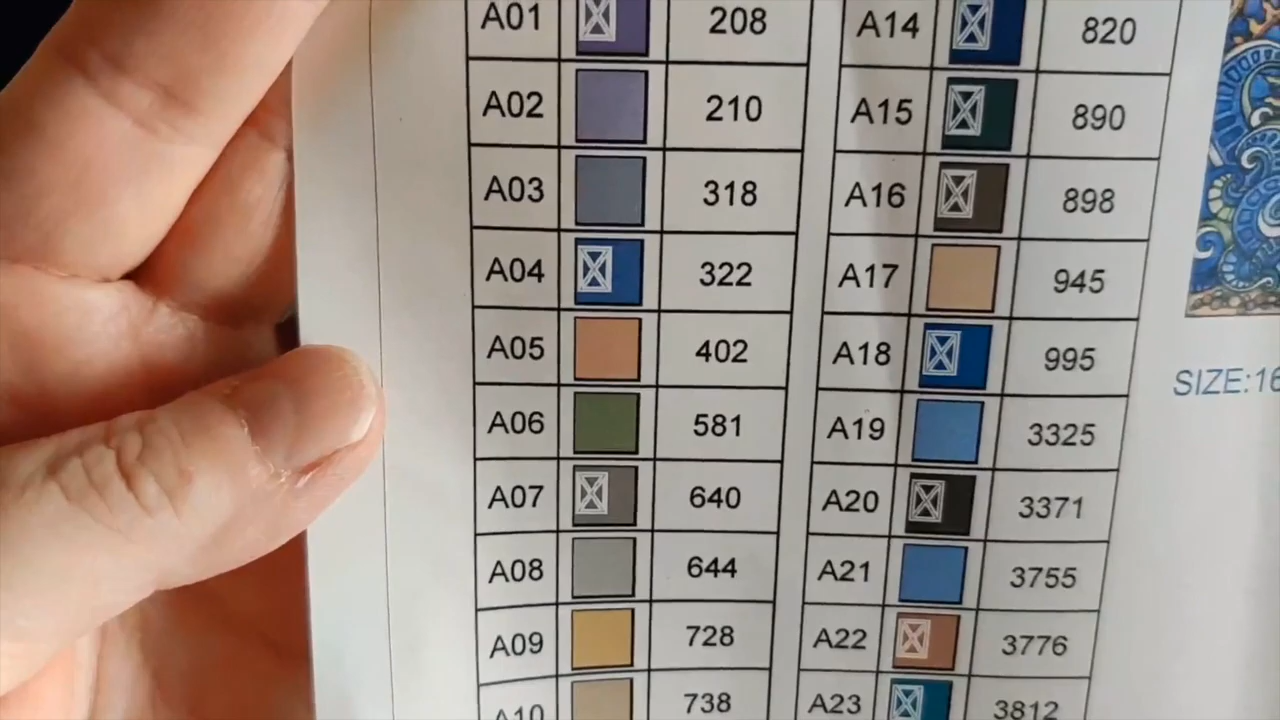 A01 208 A14 820
A02 210 A15 890
A03 318 A16 898
A04 322 A17 945
A05 402 A18 995
A06 581 A19 3325
A07 640 A20 3371
A08 644 A21 3755
A09 728 A22 3776
A10 738 A23 3812
SIZE:16